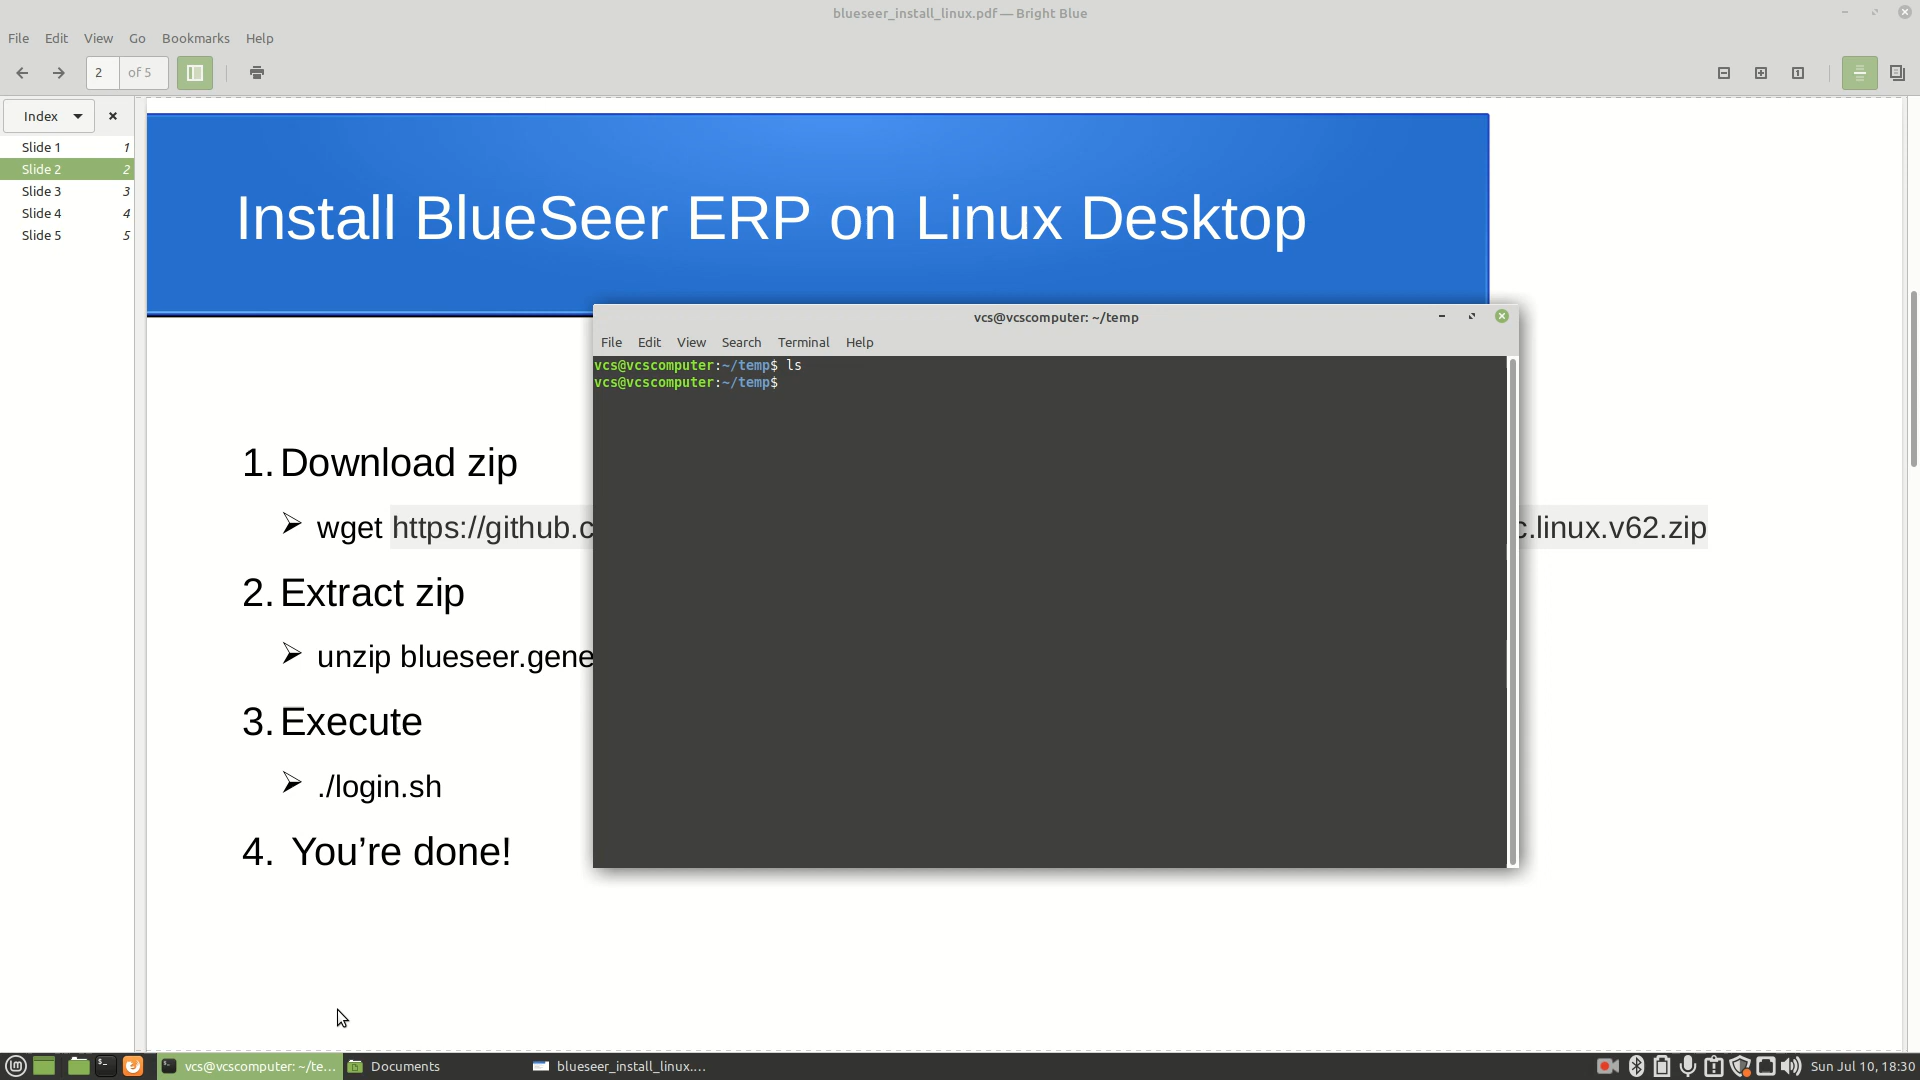 blueseer_install_linux.pdf — Bright Blue
File Edit View Go Bookmarks Help
2 of 5
Index
Slide 1 1
Slide 2 2
Slide 3 3
Slide 4 4
Slide 5 5
Install BlueSeer ERP on Linux Desktop
vcs@vcscomputer: ~/temp
File Edit View Search Terminal Help
vcs@vcscomputer:~/temp$ ls
vcs@vcscomputer:~/temp$
1. Download zip
➢ wget https://github.c c.linux.v62.zip
2. Extract zip
➢ unzip blueseer.gene
3. Execute
➢ ./login.sh
4. You’re done!
vcs@vcscomputer: ~/te...
Documents
blueseer_install_linux....
Sun Jul 10, 18:30